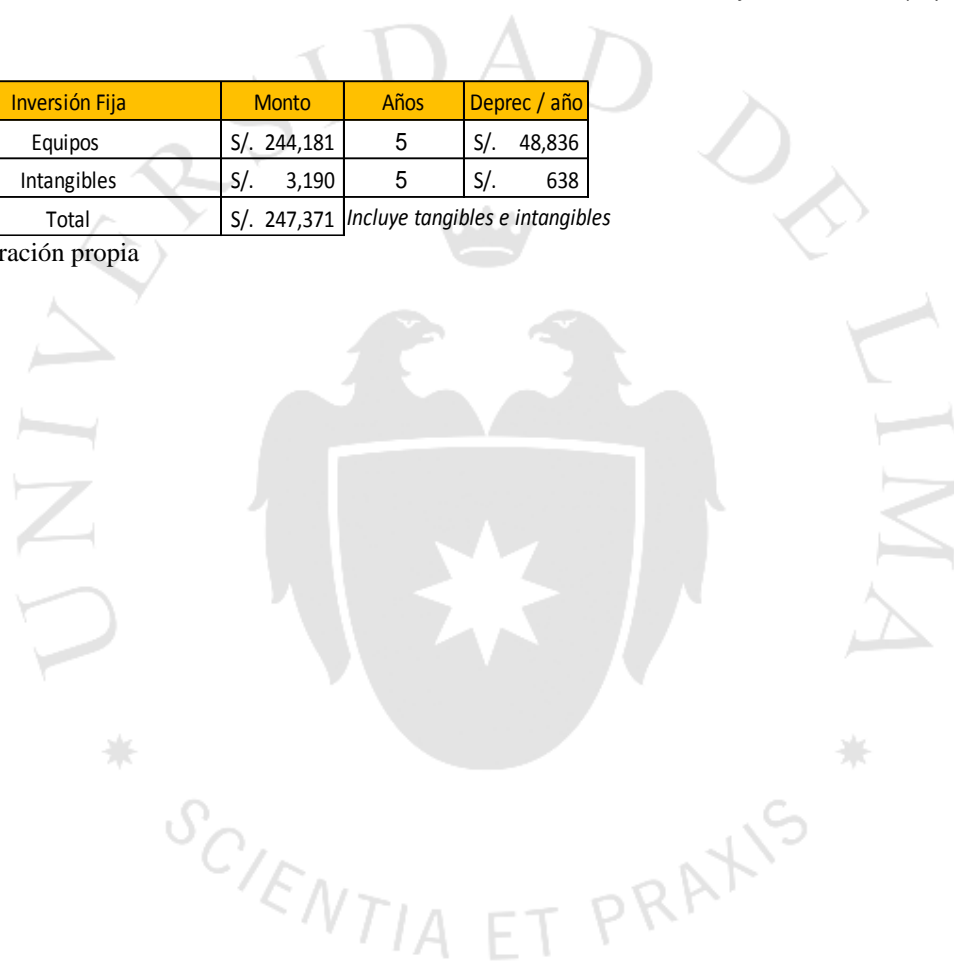 Inversión Fija Monto Años Deprec / año
Equipos S/. 244,181 5 S/. 48,836
Intangibles S/. 3,190 5 S/. 638
Total S/. 247,371 Incluye tangibles e intangibles
ración propia
UNIVERSIDAD DE LIMA
SCIENTIA ET PRAXIS